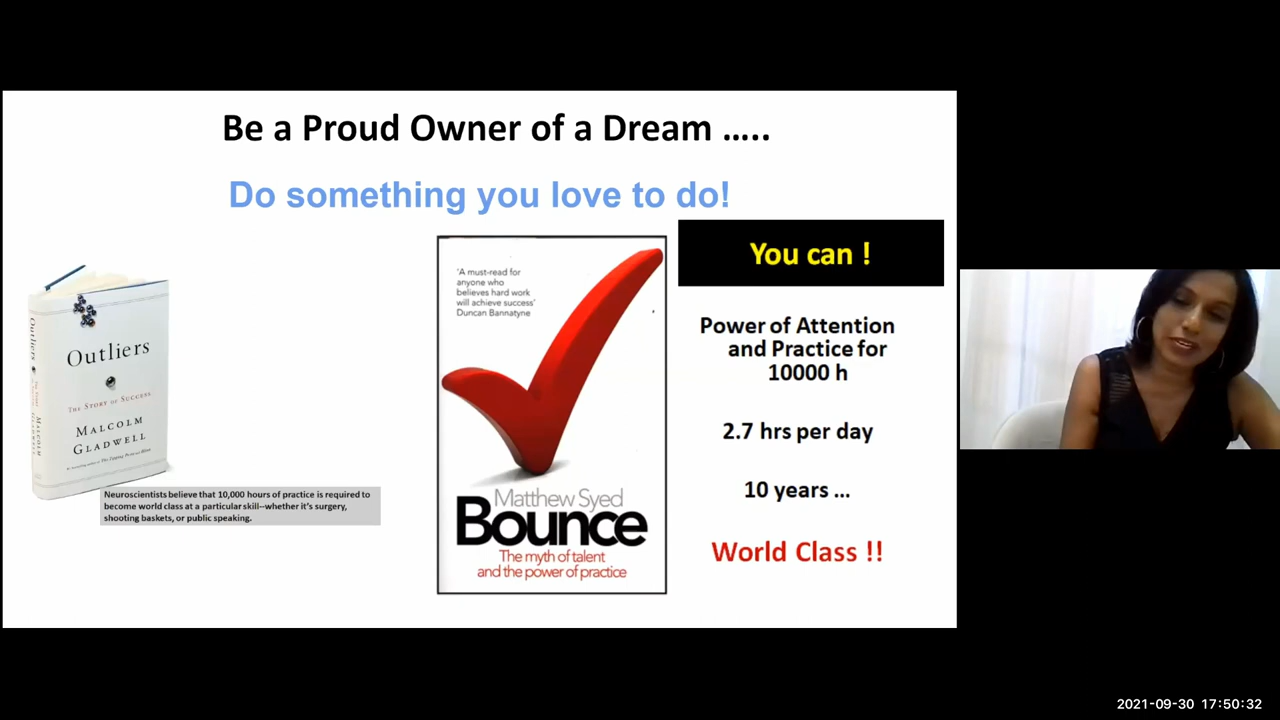 Be a Proud Owner of a Dream .....
Do something you love to do!
Outliers
THE STORY OF SUCCESS
MALCOLM
GLADWELL
Outliers
Neuroscientists believe that 10,000 hours of practice is required to
become world class at a particular skill--whether it's surgery,
shooting baskets, or public speaking.
'A must-read for
anyone who
believes hard work
will achieve success'
Duncan Bannatyne
Matthew Syed
Bounce
The myth of talent
and the power of practice
You can !
Power of Attention
and Practice for
10000 h
2.7 hrs per day
10 years ...
World Class !!
2021-09-30 17:50:32